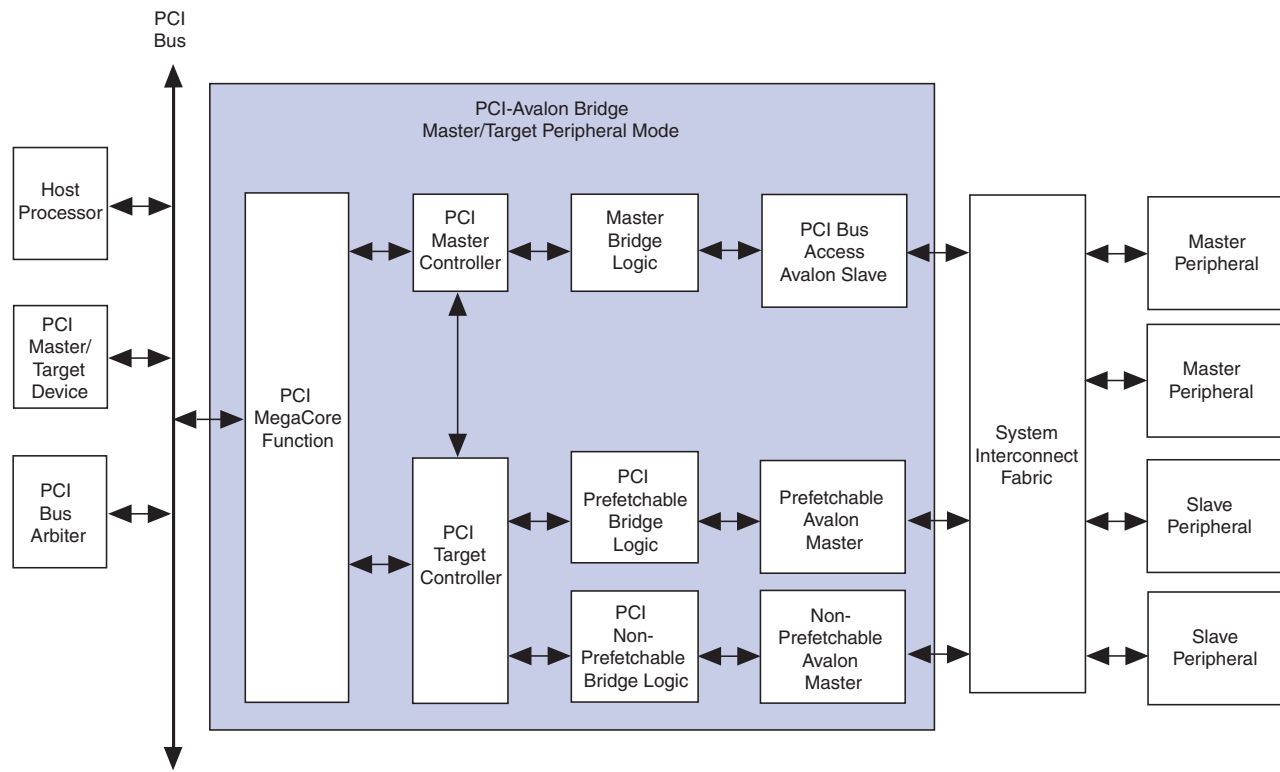 PCI
Bus
PCI-Avalon Bridge
Master/Target Peripheral Mode
Host
Processor
PCI
Master/
Target
Device
PCI
Bus
Arbiter
PCI
MegaCore
Function
PCI
Master
Controller
Master
Bridge
Logic
PCI Bus
Access
Avalon Slave
PCI
Target
Controller
PCI
Prefetchable
Bridge
Logic
Prefetchable
Avalon
Master
PCI
Non-
Prefetchable
Bridge Logic
Non-
Prefetchable
Avalon
Master
System
Interconnect
Fabric
Master
Peripheral
Master
Peripheral
Slave
Peripheral
Slave
Peripheral